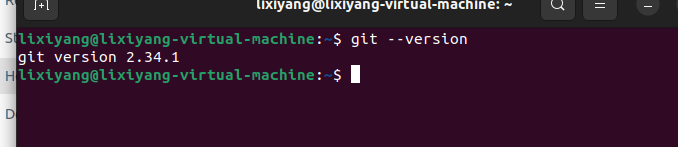 lixiyang@lixiyang-virtual-machine: ~
lixiyang@lixiyang-virtual-machine:~$ git --version
git version 2.34.1
lixiyang@lixiyang-virtual-machine:~$